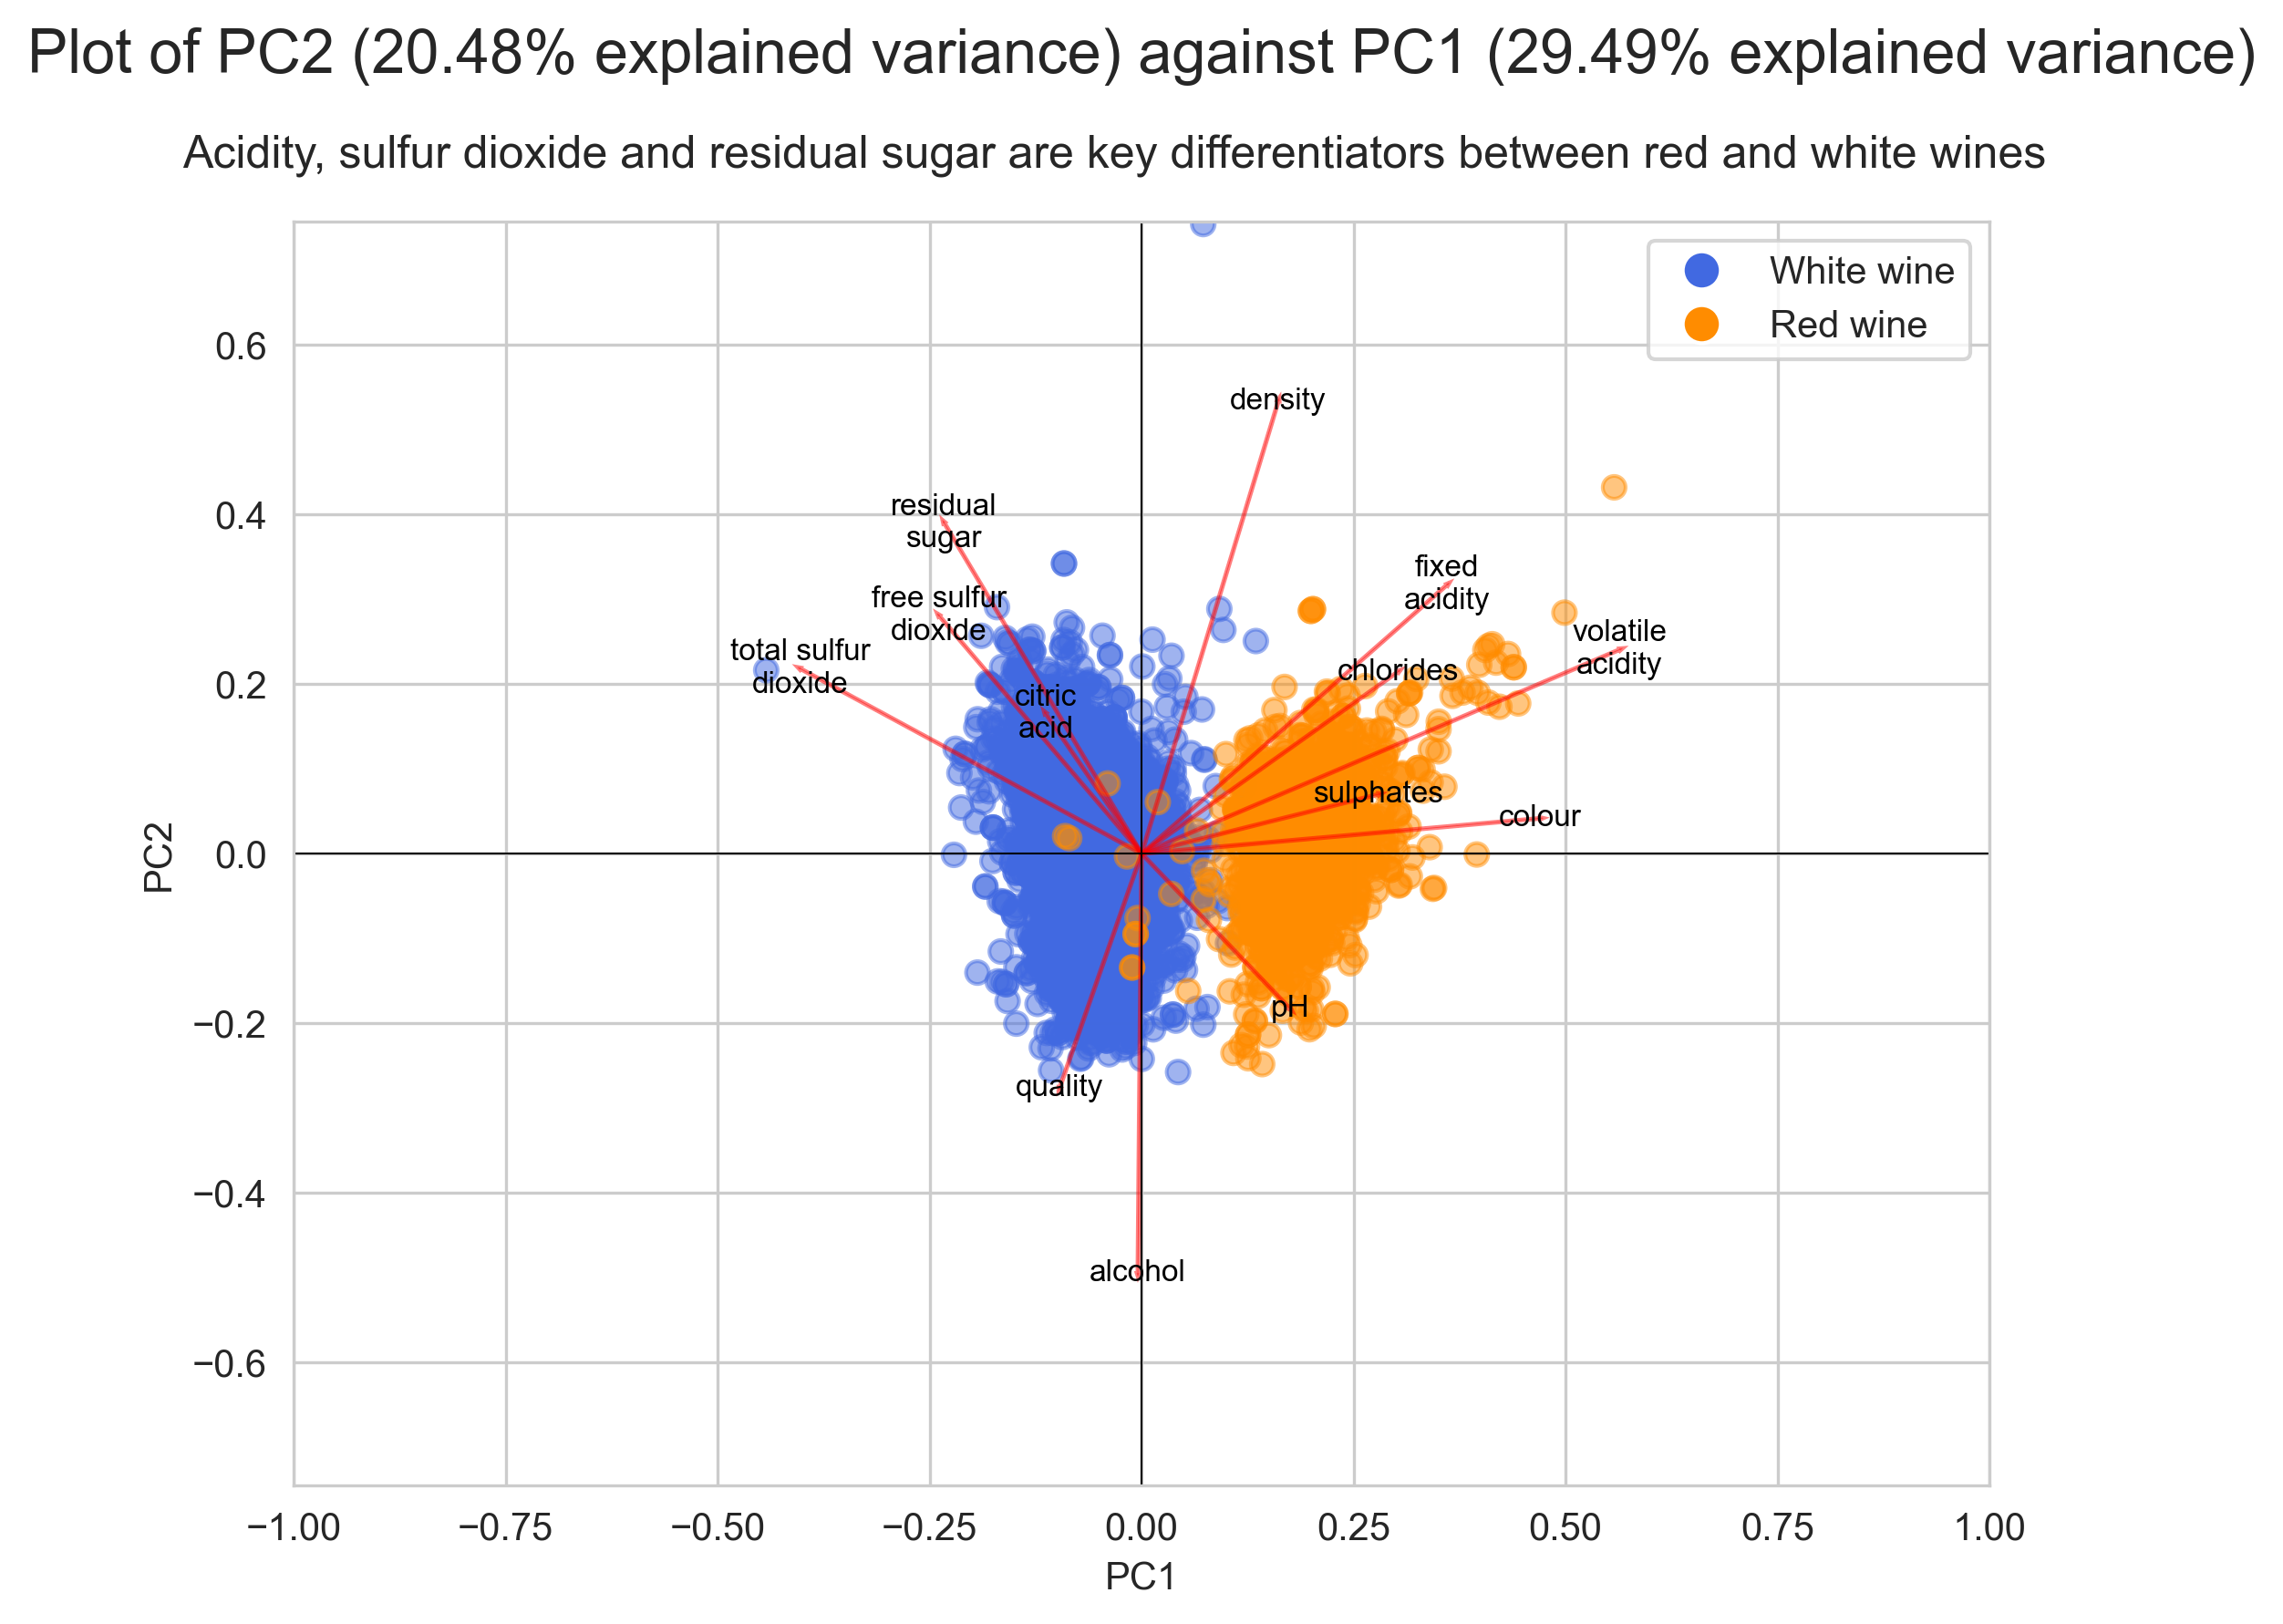 Plot of PC2 (20.48% explained variance) against PC1 (29.49% explained variance)
Acidity, sulfur dioxide and residual sugar are key differentiators between red and white wines
White wine
Red wine
0.6
0.4
0.2
0.0
−0.2
−0.4
−0.6
PC2
density
residual
sugar
free sulfur
dioxide
total sulfur
dioxide
citric
acid
fixed
acidity
volatile
acidity
chlorides
sulphates
colour
pH
quality
alcohol
−1.00
−0.75
−0.50
−0.25
0.00
0.25
0.50
0.75
1.00
PC1